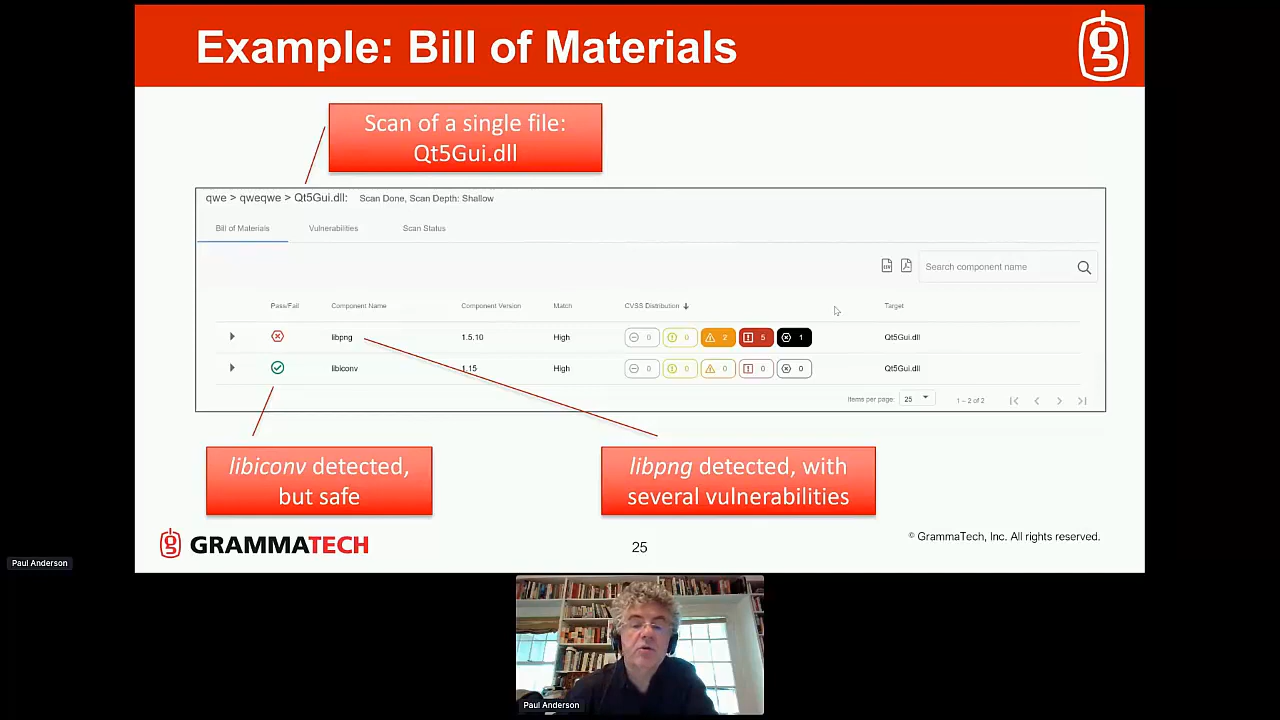 Example: Bill of Materials
Scan of a single file:
Qt5Gui.dll
qwe > qweqwe > Qt5Gui.dll: Scan Done, Scan Depth: Shallow
Bill of Materials Vulnerabilities Scan Status
Search component name
Pass/Fail Component Name Component Version Match CVSS Distribution Target
libpng 1.5.10 High 0 0 2 5 1 Qt5Gui.dll
libiconv 1.15 High 0 0 0 0 0 Qt5Gui.dll
Items per page: 25 1 – 2 of 2
libiconv detected,
but safe
libpng detected, with
several vulnerabilities
GRAMMATECH
25
© GrammaTech, Inc. All rights reserved.
Paul Anderson
Paul Anderson